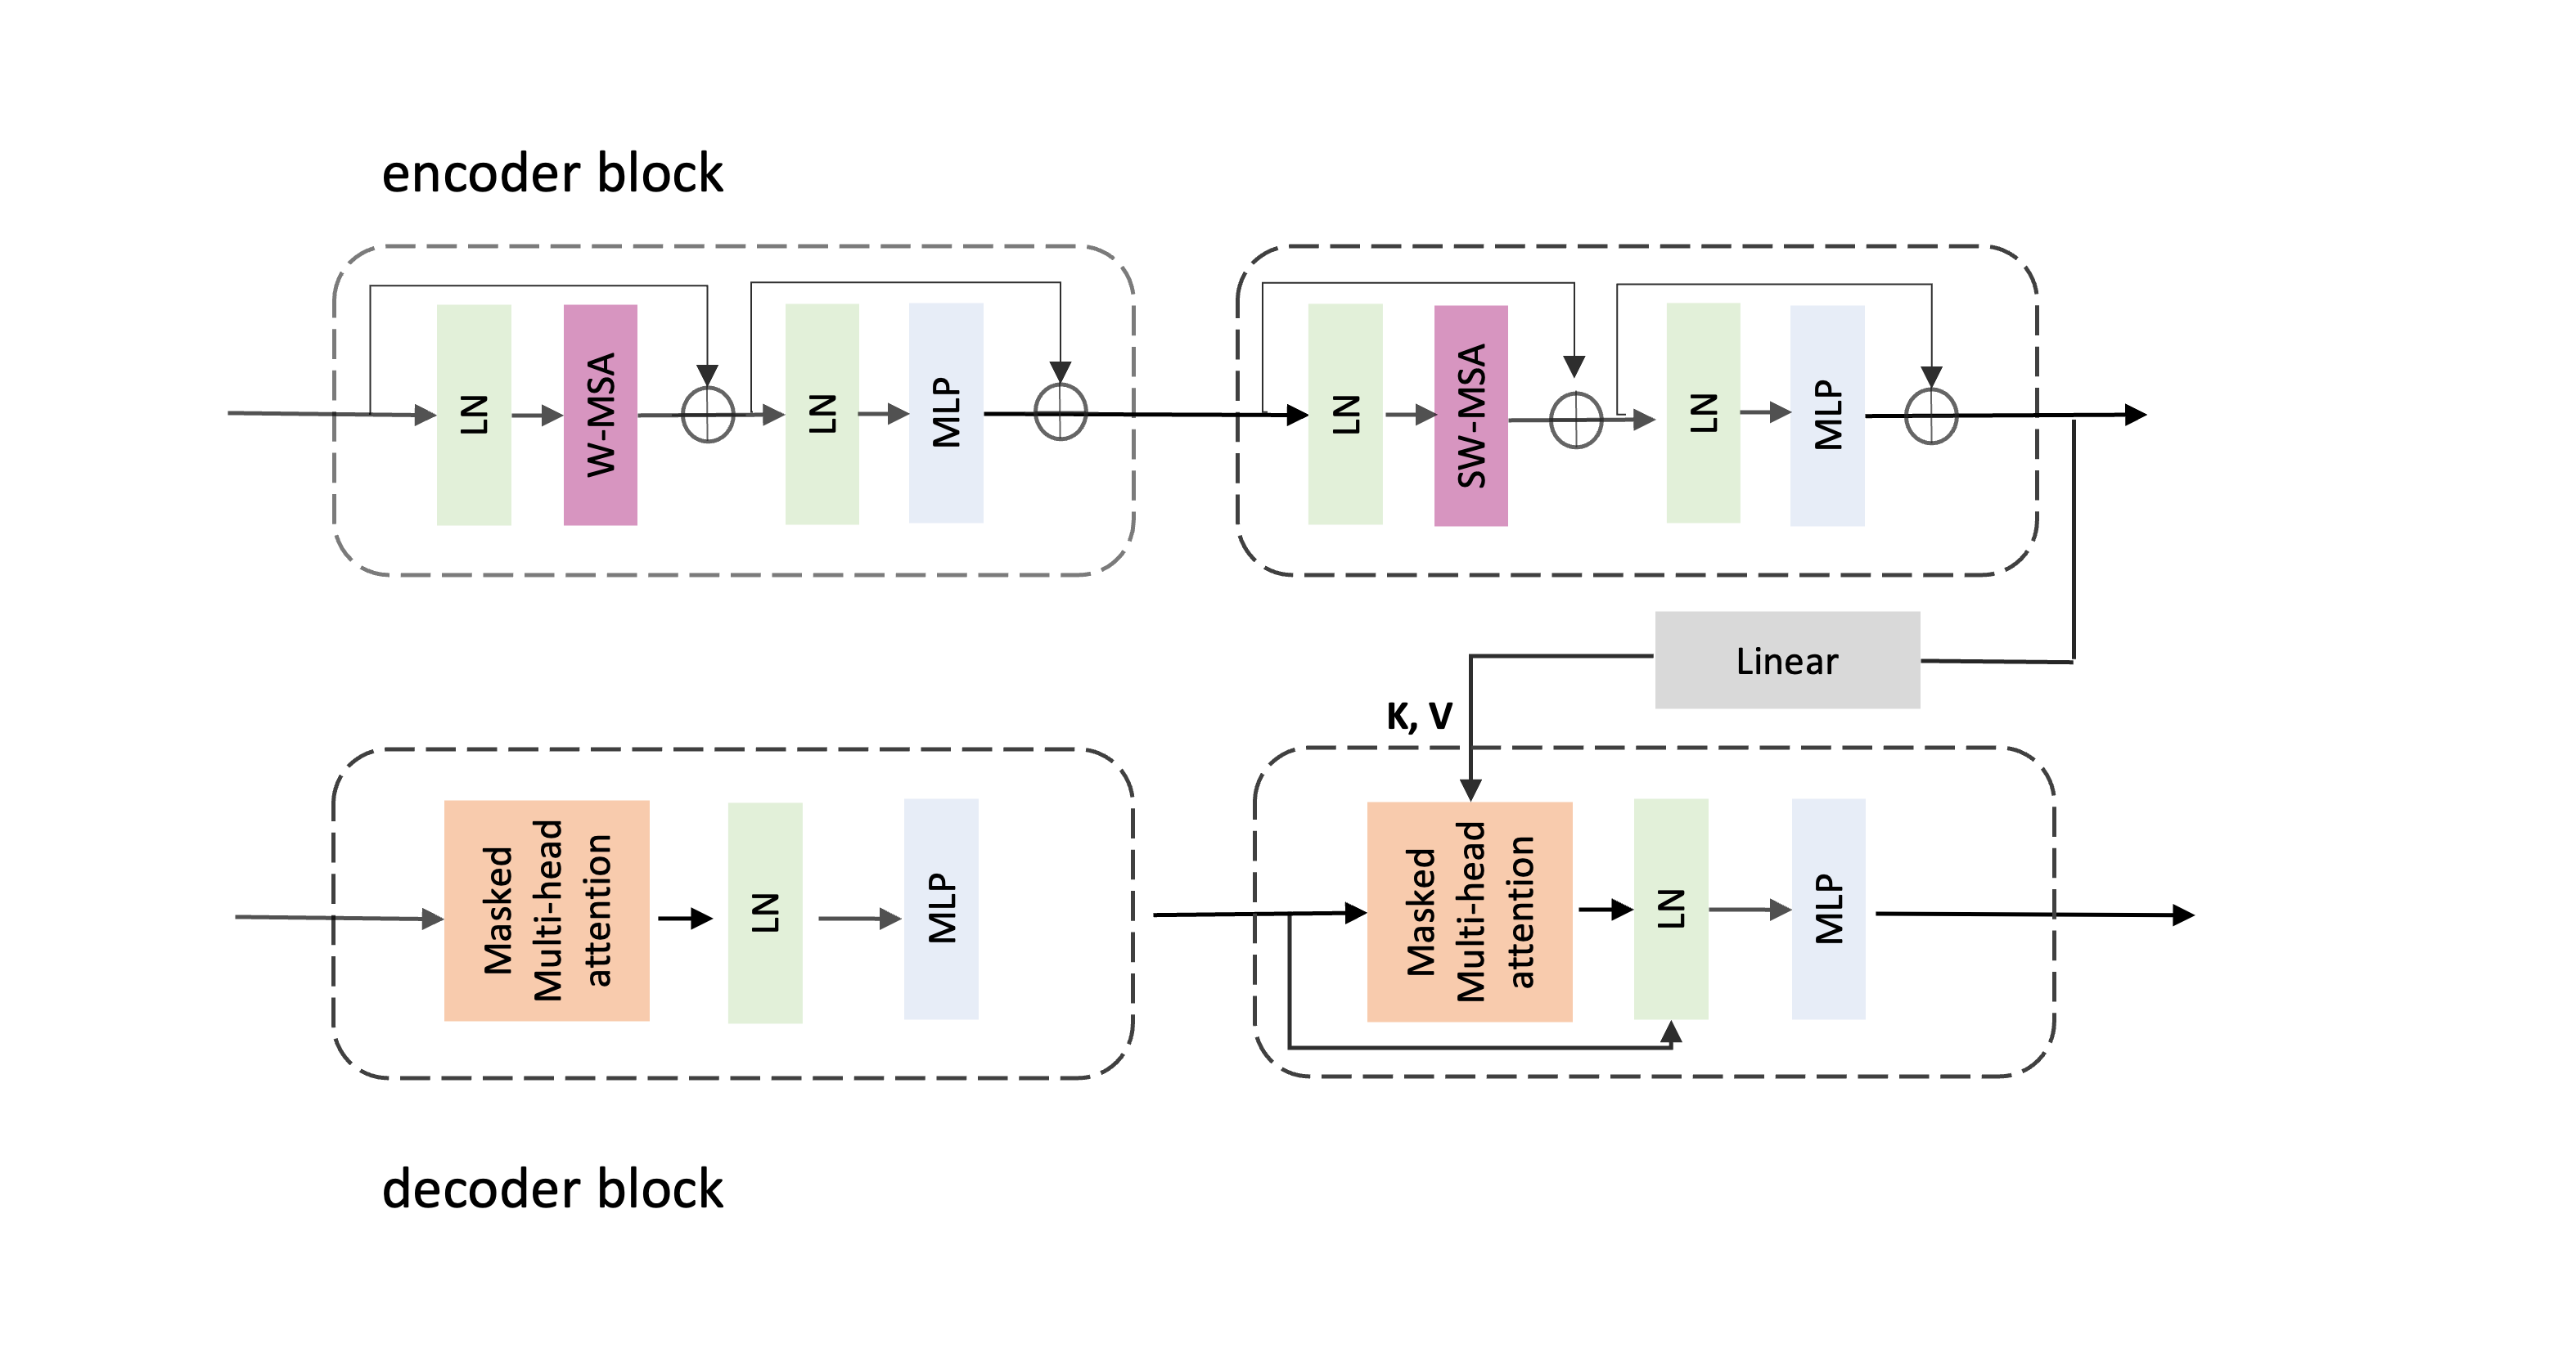 encoder block
LN
W-MSA
LN
MLP
LN
SW-MSA
LN
MLP
Linear
K, V
Masked
Multi-head
attention
LN
MLP
Masked
Multi-head
attention
LN
MLP
decoder block